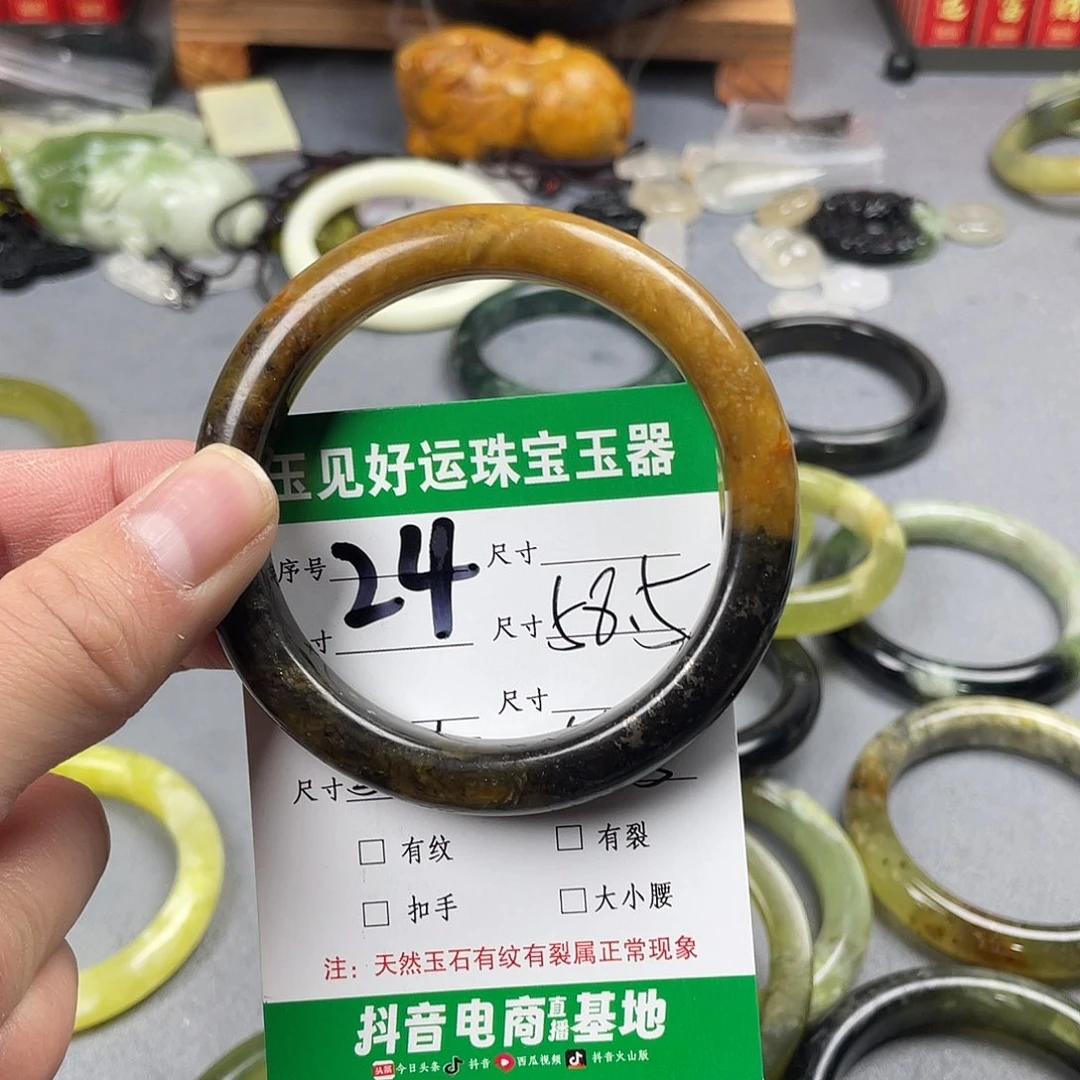 玉见好运珠宝玉器
序号 24 尺寸
寸 尺寸 58.5
尺寸
尺寸
有纹 有裂
扣手 大小腰
注：天然玉石有纹有裂属正常现象
抖音电商直播基地
头条 今日头条 抖音 西瓜视频 抖音火山版